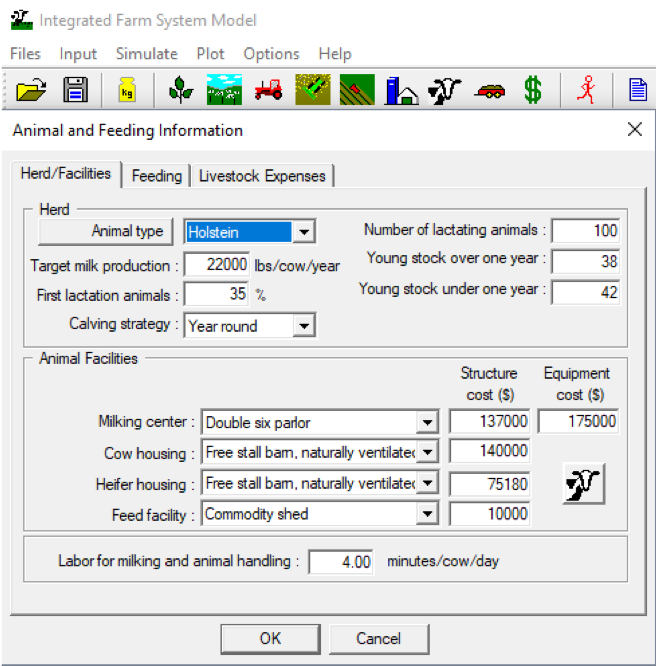 Integrated Farm System Model
Files Input Simulate Plot Options Help
kg
$
Animal and Feeding Information
Herd/Facilities Feeding Livestock Expenses
Herd
Animal type Holstein Number of lactating animals : 100
Target milk production : 22000 lbs/cow/year Young stock over one year : 38
First lactation animals : 35 % Young stock under one year : 42
Calving strategy : Year round
Animal Facilities
Structure cost ($) Equipment cost ($)
Milking center : Double six parlor 137000 175000
Cow housing : Free stall barn, naturally ventilated 140000
Heifer housing : Free stall barn, naturally ventilated 75180
Feed facility : Commodity shed 10000
Labor for milking and animal handling : 4.00 minutes/cow/day
OK Cancel